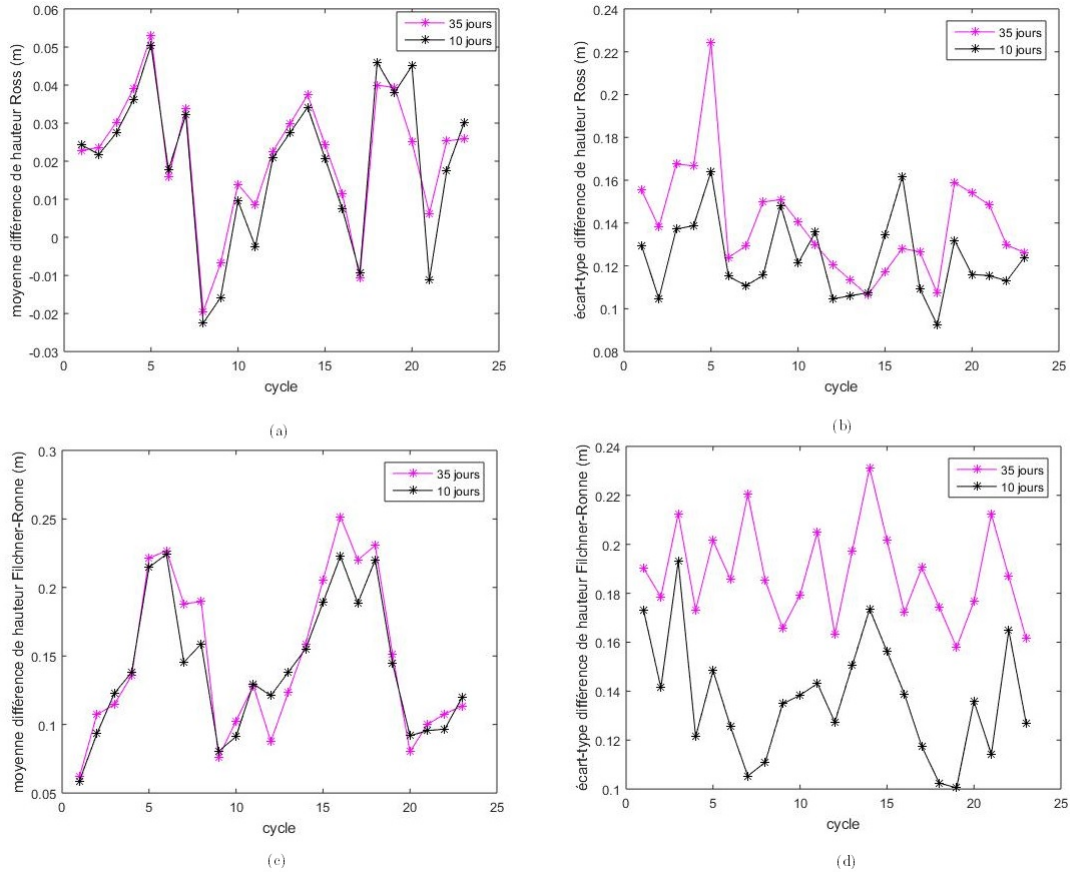 moyenne différence de hauteur Ross (m)
0.06
0.05
0.04
0.03
0.02
0.01
0
-0.01
-0.02
-0.03
0 5 10 15 20 25
cycle
35 jours
10 jours
(a)
écart-type différence de hauteur Ross (m)
0.24
0.22
0.2
0.18
0.16
0.14
0.12
0.1
0.08
0 5 10 15 20 25
cycle
35 jours
10 jours
(b)
moyenne différence de hauteur Filchner-Ronne (m)
0.3
0.25
0.2
0.15
0.1
0.05
0 5 10 15 20 25
cycle
35 jours
10 jours
(c)
écart-type différence de hauteur Filchner-Ronne (m)
0.24
0.22
0.2
0.18
0.16
0.14
0.12
0.1
0 5 10 15 20 25
cycle
35 jours
10 jours
(d)